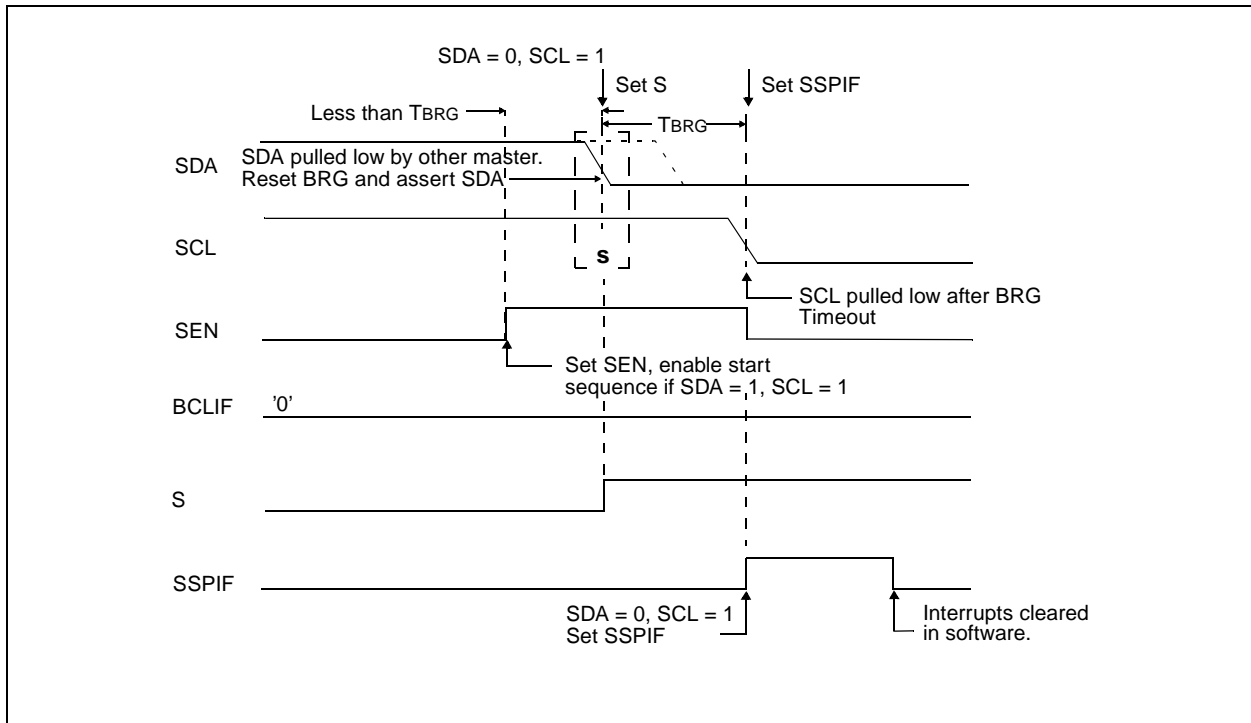 SDA = 0, SCL = 1
Set S
Set SSPIF
Less than TBRG
TBRG
SDA
SDA pulled low by other master.
Reset BRG and assert SDA
SCL
s
SCL pulled low after BRG
Timeout
SEN
Set SEN, enable start
sequence if SDA = 1, SCL = 1
BCLIF
'0'
S
SSPIF
SDA = 0, SCL = 1
Set SSPIF
Interrupts cleared
in software.